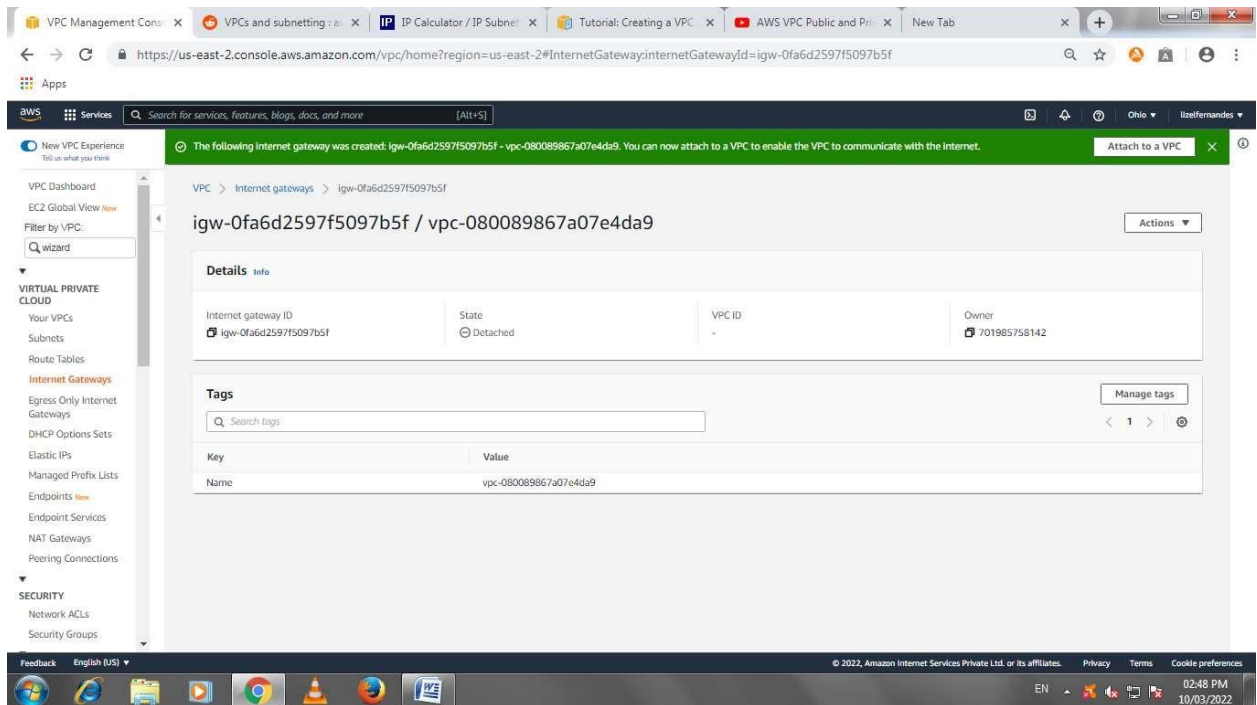 VPC Management Cons
VPCs and subnetting : a
IP Calculator / IP Subnet
Tutorial: Creating a VPC
AWS VPC Public and Pri
New Tab
https://us-east-2.console.aws.amazon.com/vpc/home?region=us-east-2#InternetGateway:internetGatewayId=igw-0fa6d2597f5097b5f
Apps
aws
Services
Search for services, features, blogs, docs, and more
[Alt+S]
Ohio
lizelfernandes
New VPC Experience
Tell us what you think
The following internet gateway was created: igw-0fa6d2597f5097b5f - vpc-080089867a07e4da9. You can now attach to a VPC to enable the VPC to communicate with the internet.
Attach to a VPC
VPC Dashboard
EC2 Global View New
Filter by VPC:
wizard
VIRTUAL PRIVATE
CLOUD
Your VPCs
Subnets
Route Tables
Internet Gateways
Egress Only Internet
Gateways
DHCP Options Sets
Elastic IPs
Managed Prefix Lists
Endpoints New
Endpoint Services
NAT Gateways
Peering Connections
SECURITY
Network ACLs
Security Groups
VPC > Internet gateways > igw-0fa6d2597f5097b5f
igw-0fa6d2597f5097b5f / vpc-080089867a07e4da9
Actions
Details Info
Internet gateway ID
igw-0fa6d2597f5097b5f
State
Detached
VPC ID
-
Owner
701985758142
Tags
Manage tags
Search tags
1
Key
Value
Name
vpc-080089867a07e4da9
Feedback
English (US)
© 2022, Amazon Internet Services Private Ltd. or its affiliates.
Privacy
Terms
Cookie preferences
EN
02:48 PM
10/03/2022